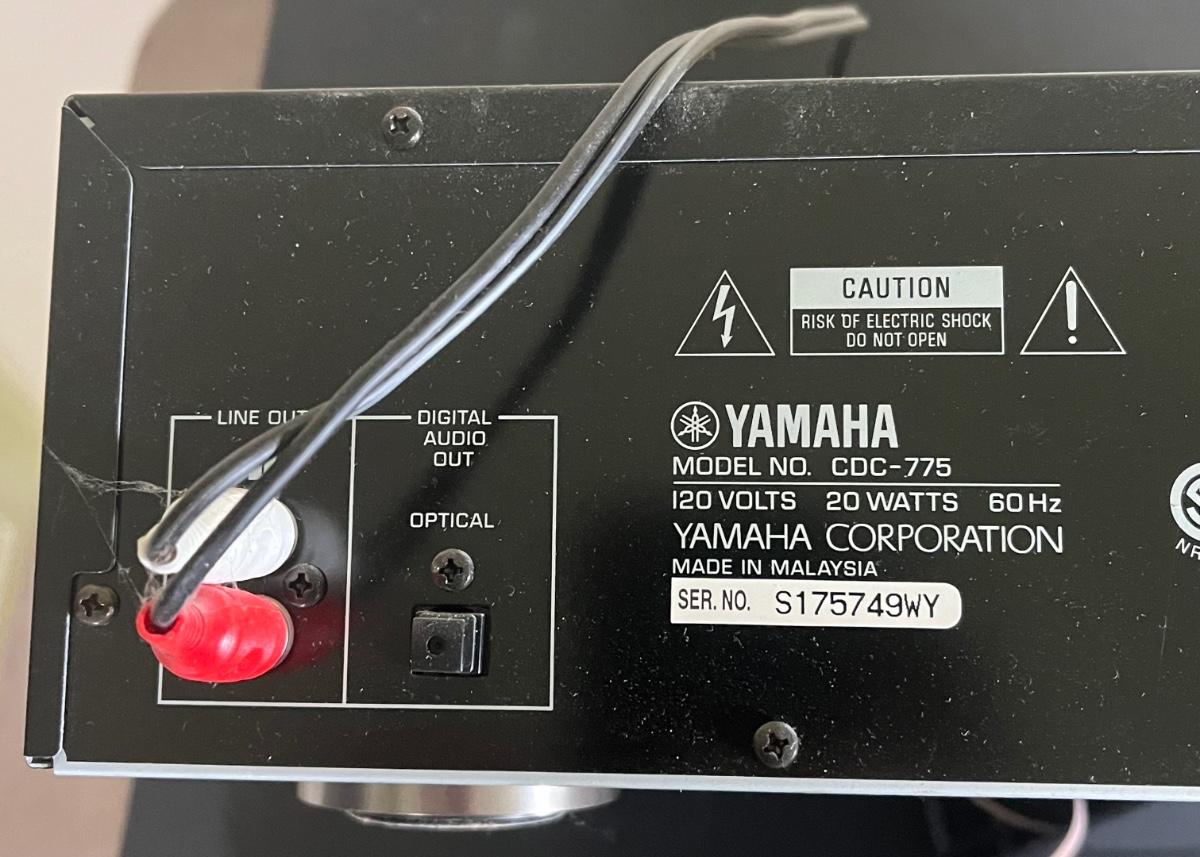 CAUTION
RISK OF ELECTRIC SHOCK
DO NOT OPEN
LINE OUT
DIGITAL
AUDIO
OUT
OPTICAL
YAMAHA
MODEL NO. CDC-775
120 VOLTS 20 WATTS 60 Hz
YAMAHA CORPORATION
MADE IN MALAYSIA
SER. NO. S175749WY